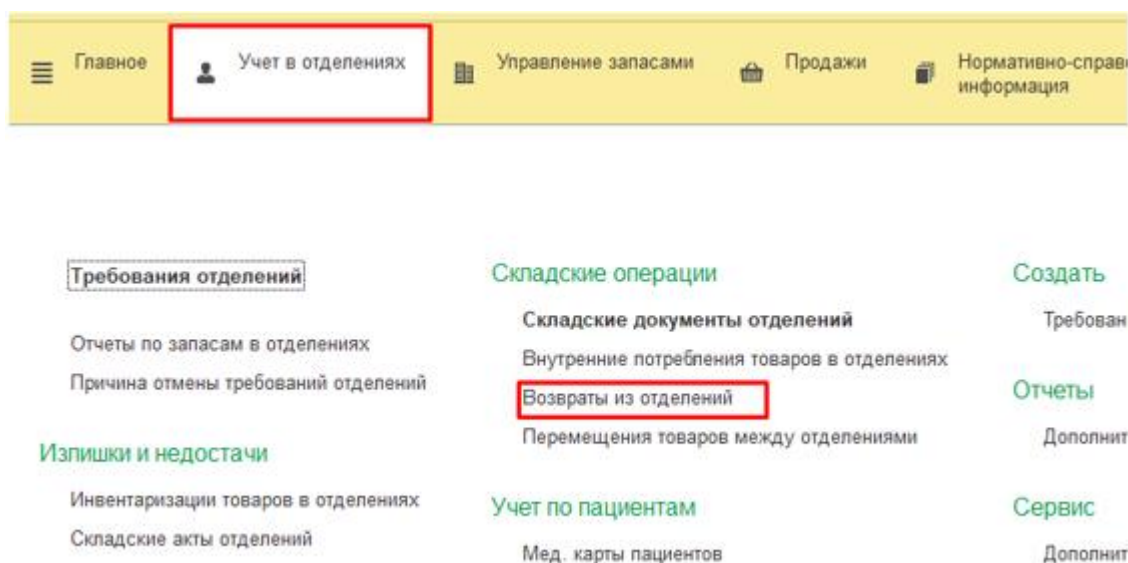 Главное
Учет в отделениях
Управление запасами
Продажи
Нормативно-справ
информация
Требования отделений
Отчеты по запасам в отделениях
Причина отмены требований отделений
Излишки и недостачи
Инвентаризации товаров в отделениях
Складские акты отделений
Складские операции
Складские документы отделений
Внутренние потребления товаров в отделениях
Возвраты из отделений
Перемещения товаров между отделениями
Учет по пациентам
Мед. карты пациентов
Создать
Требован
Отчеты
Дополнит
Сервис
Дополнит